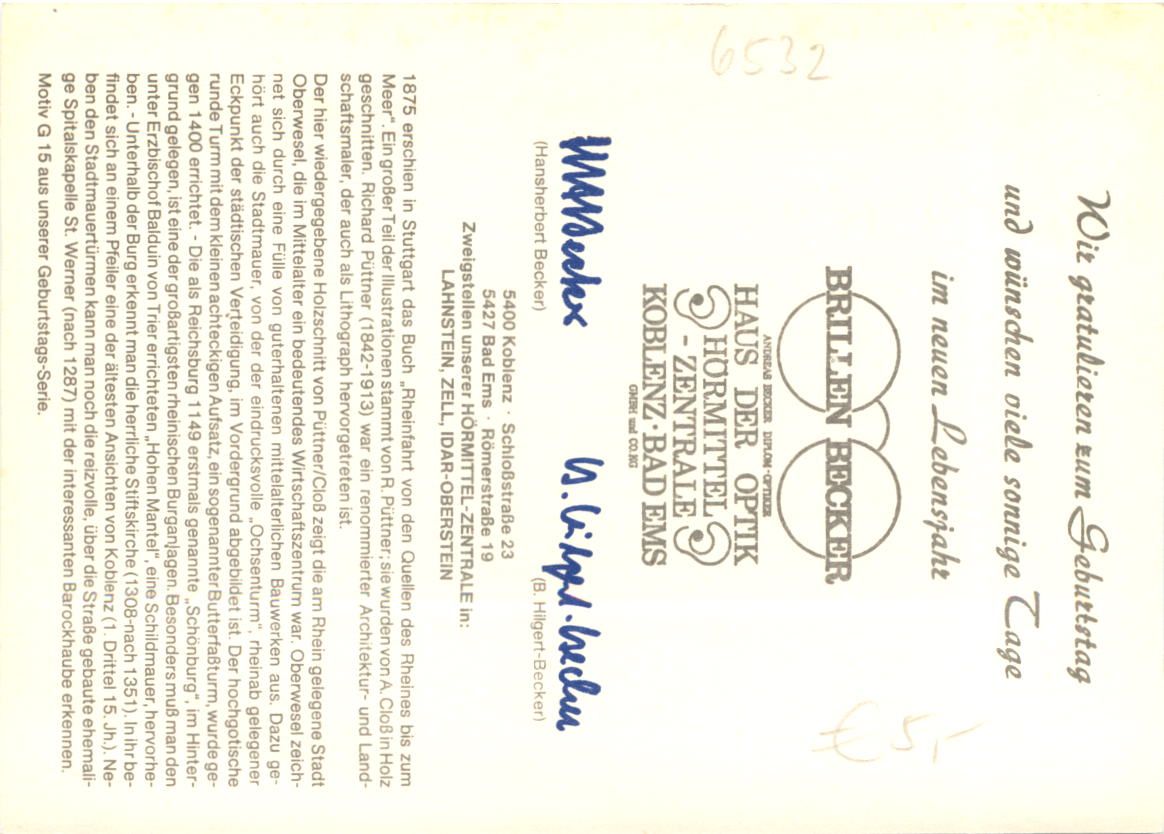 Wir gratulieren zum Geburtstag
und wünschen viele sonnige Tage
im neuen Lebensjahr
BRILLEN BECKER
ANDREAS BECKER DIPLOM-OPTIKER
HAUS DER OPTIK
HÖRMITTEL
- ZENTRALE
KOBLENZ · BAD EMS
GMBH und CO. KG
B. Hilgert-Becker
(Hansherbert Becker) (B. Hilgert-Becker)
5400 Koblenz · Schloßstraße 23
5427 Bad Ems · Römerstraße 19
Zweigstellen unserer HÖRMITTEL-ZENTRALE in:
LAHNSTEIN, ZELL, IDAR-OBERSTEIN
1875 erschien in Stuttgart das Buch „Rheinfahrt von den Quellen des Rheines bis zum
Meer". Ein großer Teil der Illustrationen stammt von R. Püttner; sie wurden von A. Cloß in Holz
geschnitten. Richard Püttner (1842-1913) war ein renommierter Architektur- und Land-
schaftsmaler, der auch als Lithograph hervorgetreten ist.
Der hier wiedergegebene Holzschnitt von Püttner/Cloß zeigt die am Rhein gelegene Stadt
Oberwesel, die im Mittelalter ein bedeutendes Wirtschaftszentrum war. Oberwesel zeich-
net sich durch eine Fülle von guterhaltenen mittelalterlichen Bauwerken aus. Dazu ge-
hört auch die Stadtmauer, von der der eindrucksvolle „Ochsenturm", rheinab gelegener
Eckpunkt der städtischen Verteidigung, im Vordergrund abgebildet ist. Der hochgotische
runde Turm mit dem kleinen achteckigen Aufsatz, ein sogenannter Butterfaßturm, wurde ge-
gen 1400 errichtet. - Die als Reichsburg 1149 erstmals genannte „Schönburg", im Hinter-
grund gelegen, ist eine der großartigsten rheinischen Burganlagen. Besonders muß man den
unter Erzbischof Balduin von Trier errichteten „Hohen Mantel", eine Schildmauer, hervorhe-
ben. - Unterhalb der Burg erkennt man die herrliche Stiftskirche (1308-nach 1351). In ihr be-
findet sich an einem Pfeiler eine der ältesten Ansichten von Koblenz (1. Drittel 15. Jh.). Ne-
ben den Stadtmauertürmen kann man noch die reizvolle, über die Straße gebaute ehemali-
ge Spitalskapelle St. Werner (nach 1287) mit der interessanten Barockhaube erkennen.
Motiv G 15 aus unserer Geburtstags-Serie.
6532
€ 5,-